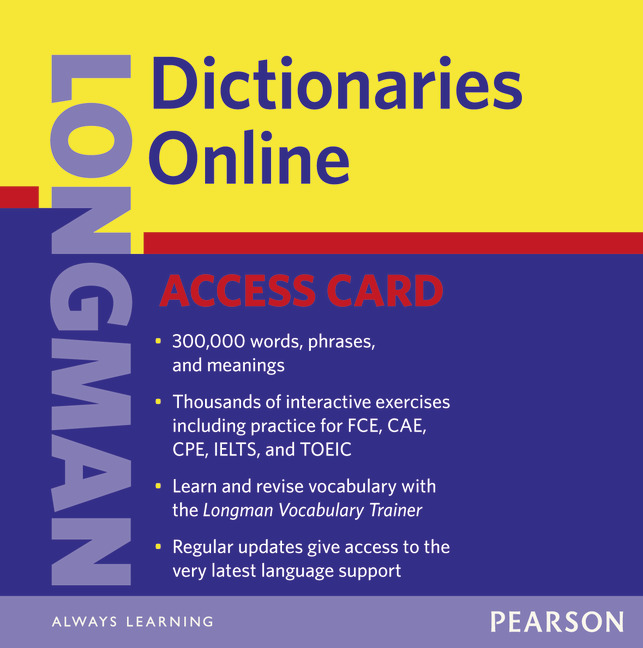 LONGMAN
Dictionaries
Online
ACCESS CARD
• 300,000 words, phrases,
and meanings
• Thousands of interactive exercises
including practice for FCE, CAE,
CPE, IELTS, and TOEIC
• Learn and revise vocabulary with
the Longman Vocabulary Trainer
• Regular updates give access to the
very latest language support
ALWAYS LEARNING
PEARSON